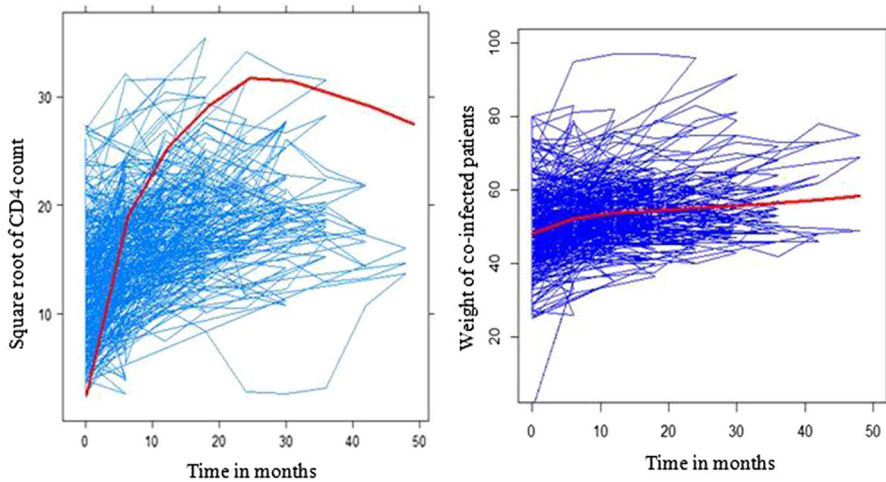 Square root of CD4 count
30
20
10
0 10 20 30 40 50
Time in months
Weight of co-infected patients
100
80
60
40
20
0 10 20 30 40 50
Time in months